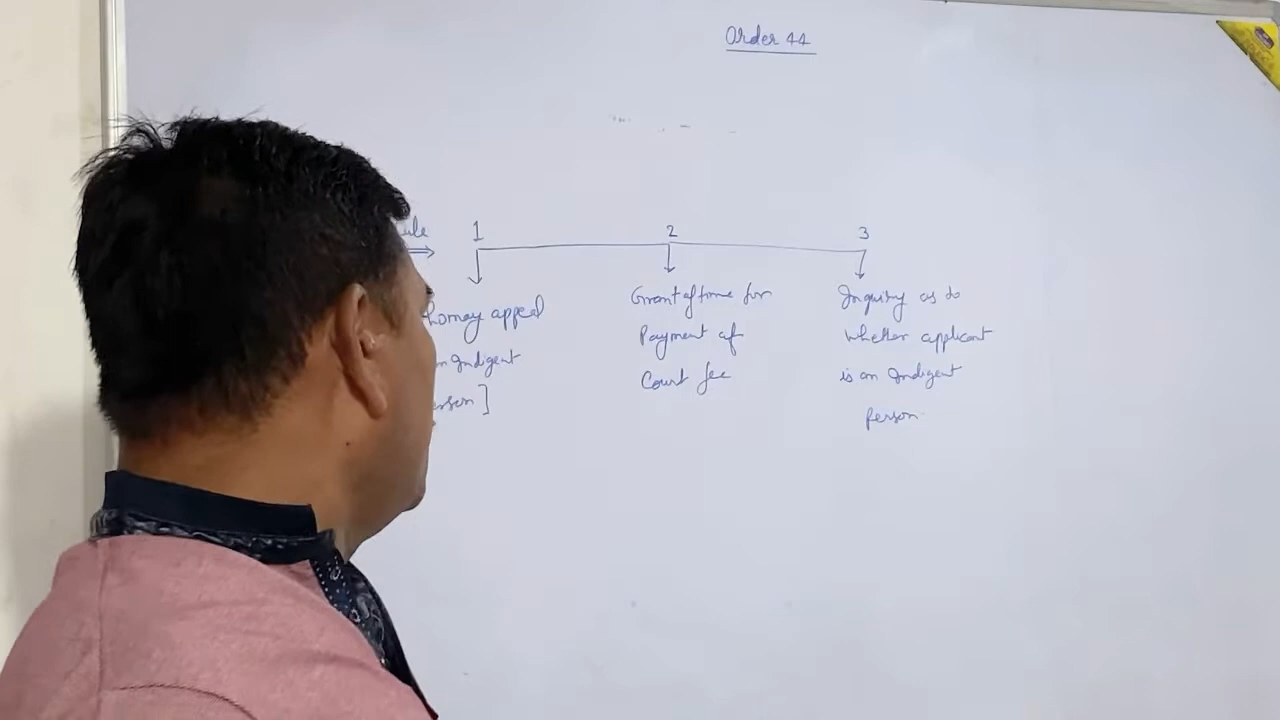 Order 44
1 2 3
may appeal
Indigent
]
Grant of time for
Payment of
Court fee
Inquiry as to
whether applicant
is an Indigent
person